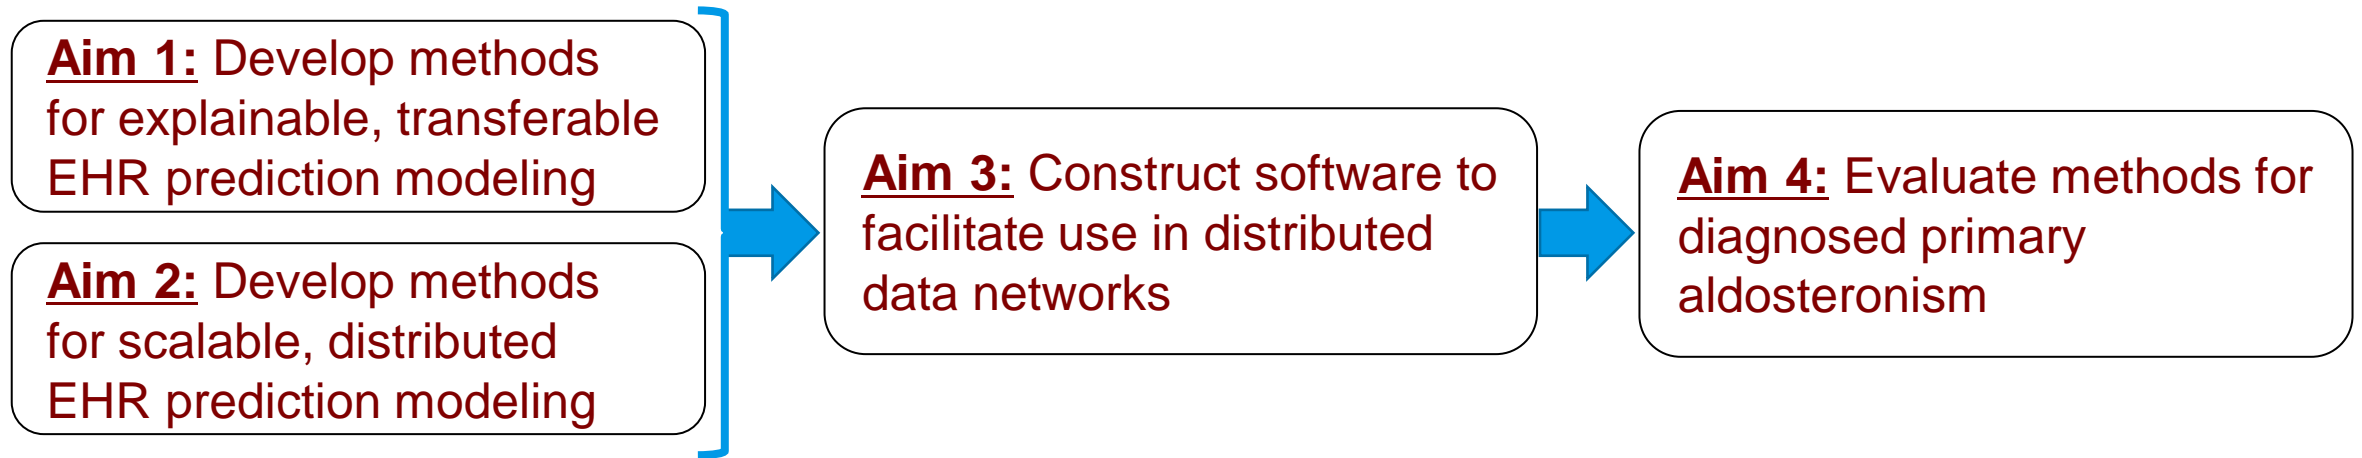 Aim 1: Develop methods
for explainable, transferable
EHR prediction modeling
Aim 2: Develop methods
for scalable, distributed
EHR prediction modeling
Aim 3: Construct software to
facilitate use in distributed
data networks
Aim 4: Evaluate methods for
diagnosed primary
aldosteronism